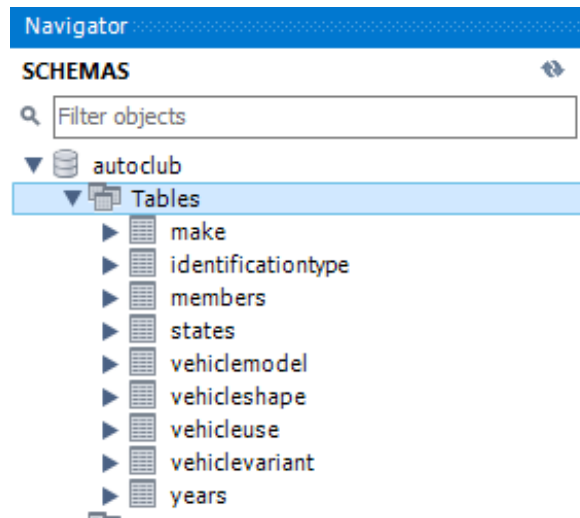 Navigator
SCHEMAS
Filter objects
autoclub
Tables
make
identificationtype
members
states
vehiclemodel
vehicleshape
vehicleuse
vehiclevariant
years